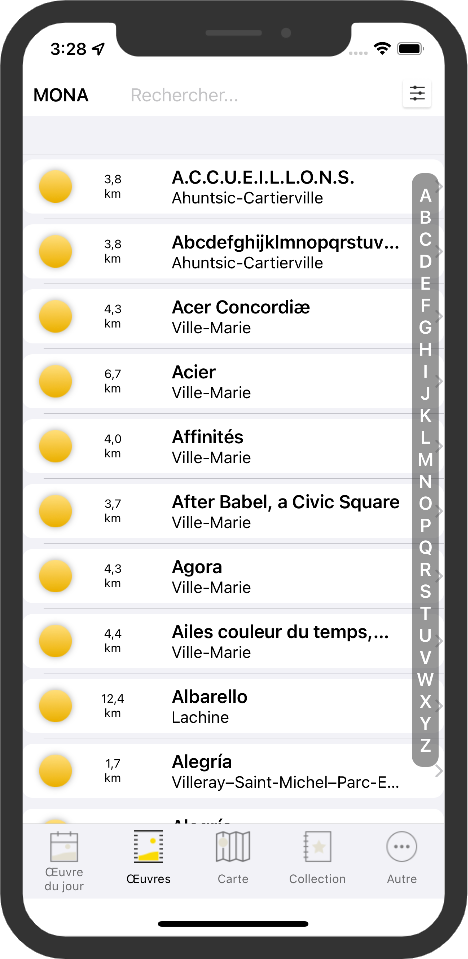 3:28
MONA
Rechercher...
3,8
km
A.C.C.U.E.I.L.L.O.N.S.
Ahuntsic-Cartierville
3,8
km
Abcdefghijklmnopqrstuv...
Ahuntsic-Cartierville
4,3
km
Acer Concordiæ
Ville-Marie
6,7
km
Acier
Ville-Marie
4,0
km
Affinités
Ville-Marie
3,7
km
After Babel, a Civic Square
Ville-Marie
4,3
km
Agora
Ville-Marie
4,4
km
Ailes couleur du temps,...
Ville-Marie
12,4
km
Albarello
Lachine
1,7
km
Alegría
Villeray–Saint-Michel–Parc-E...
A
B
C
D
E
F
G
H
I
J
K
L
M
N
O
P
Q
R
S
T
U
V
W
X
Y
Z
Œuvre
du jour
Œuvres
Carte
Collection
Autre